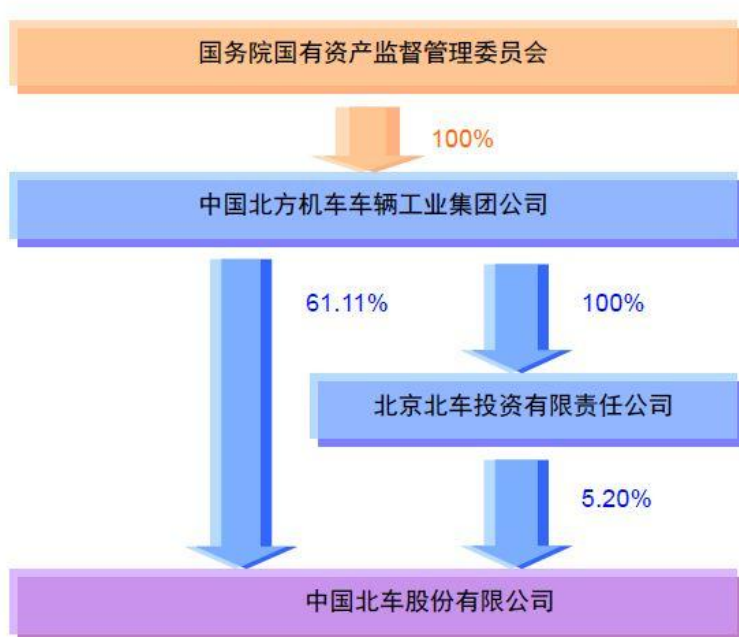 国务院国有资产监督管理委员会
100%
中国北方机车车辆工业集团公司
61.11%
100%
北京北车投资有限责任公司
5.20%
中国北车股份有限公司